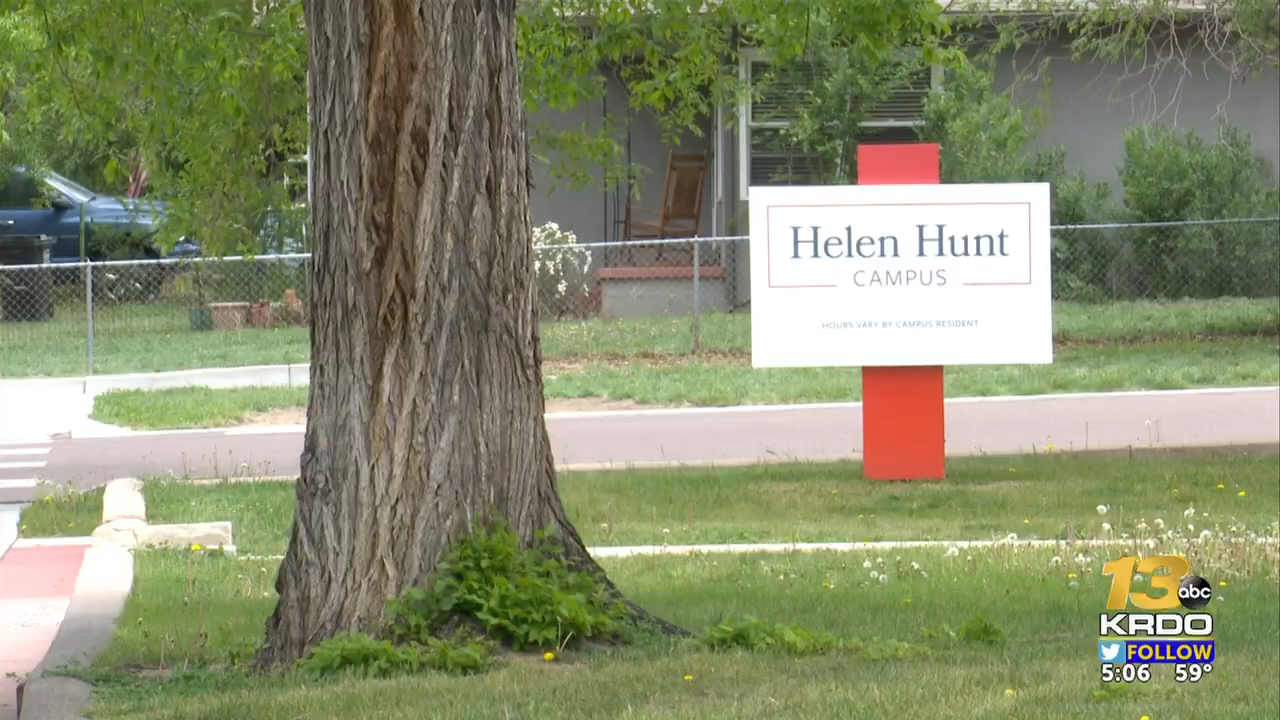 Helen Hunt
CAMPUS
HOURS VARY BY CAMPUS RESIDENT
13 abc
KRDO
FOLLOW
5:06 59°